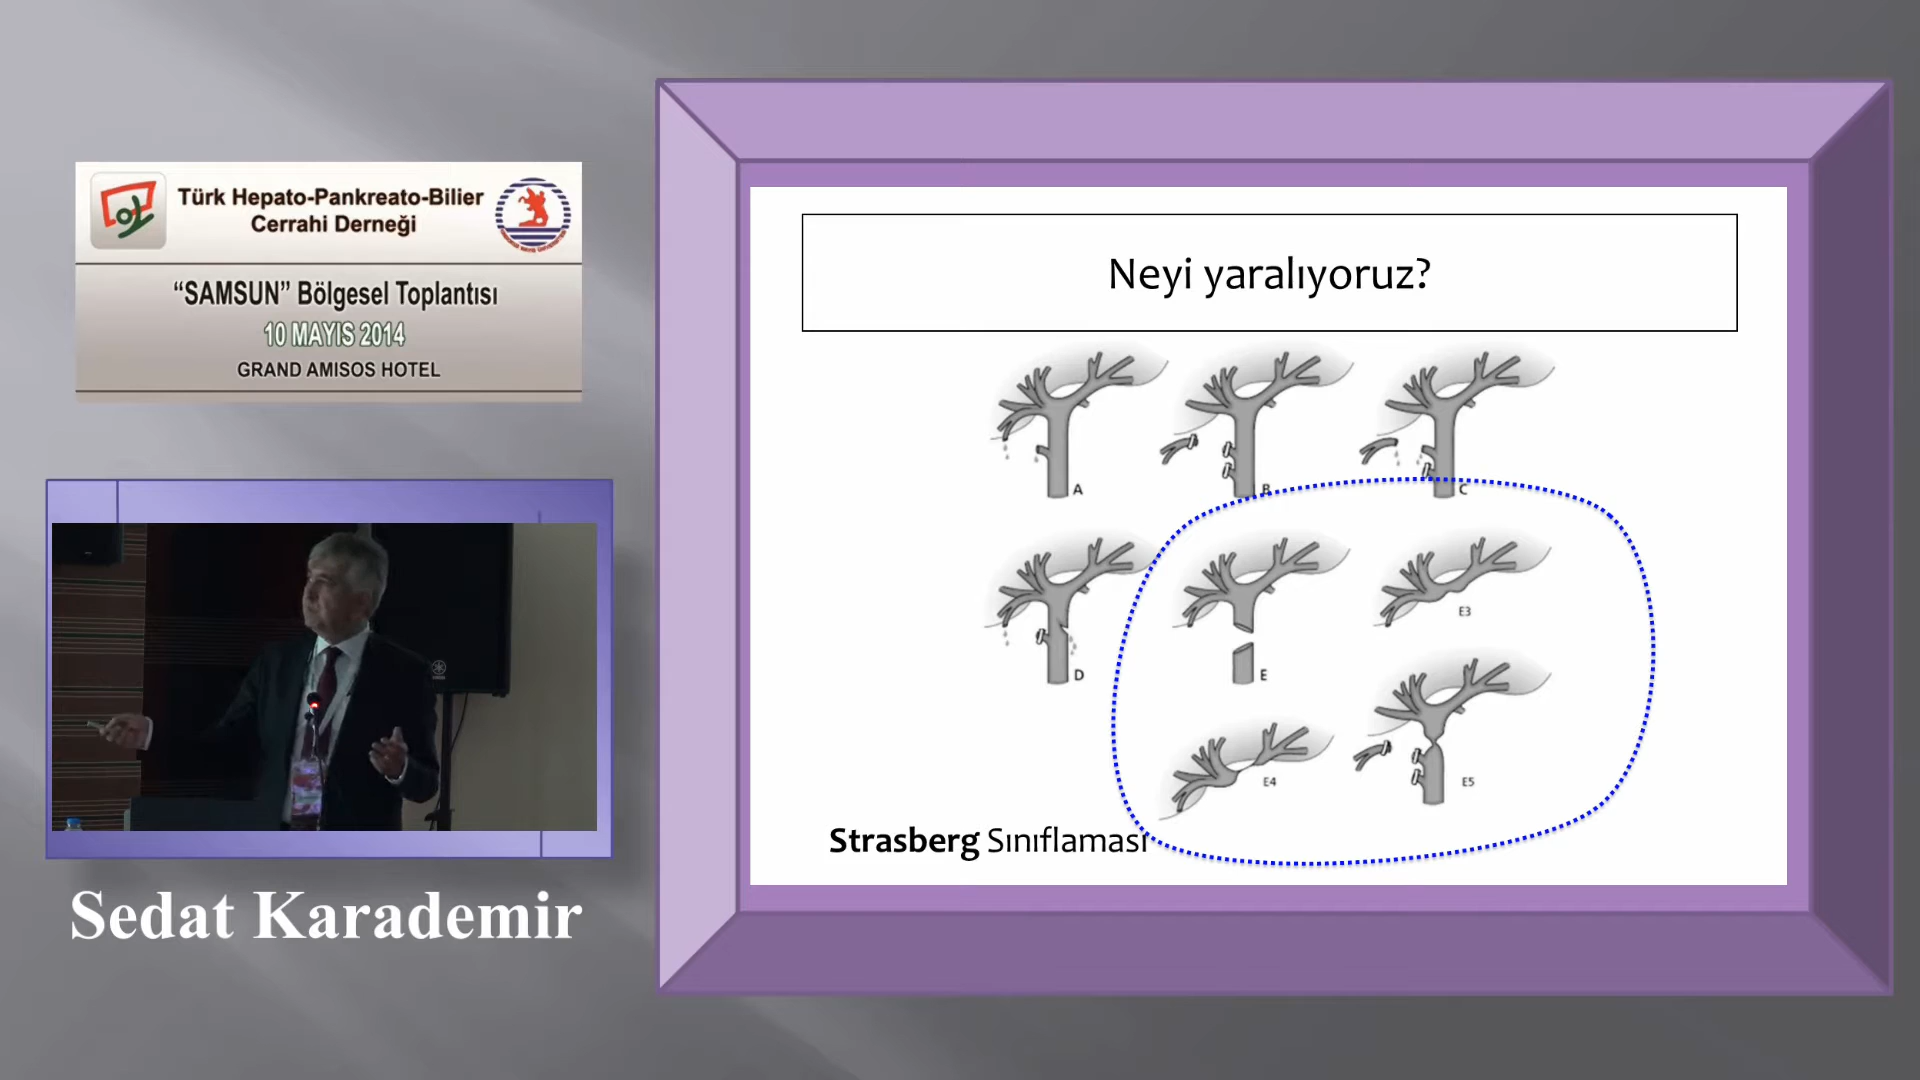 Türk Hepato-Pankreato-Bilier
Cerrahi Derneği
“SAMSUN” Bölgesel Toplantısı
10 MAYIS 2014
GRAND AMISOS HOTEL
Sedat Karademir
Neyi yaralıyoruz?
A
B
C
D
E
E3
E4
E5
Strasberg Sınıflaması